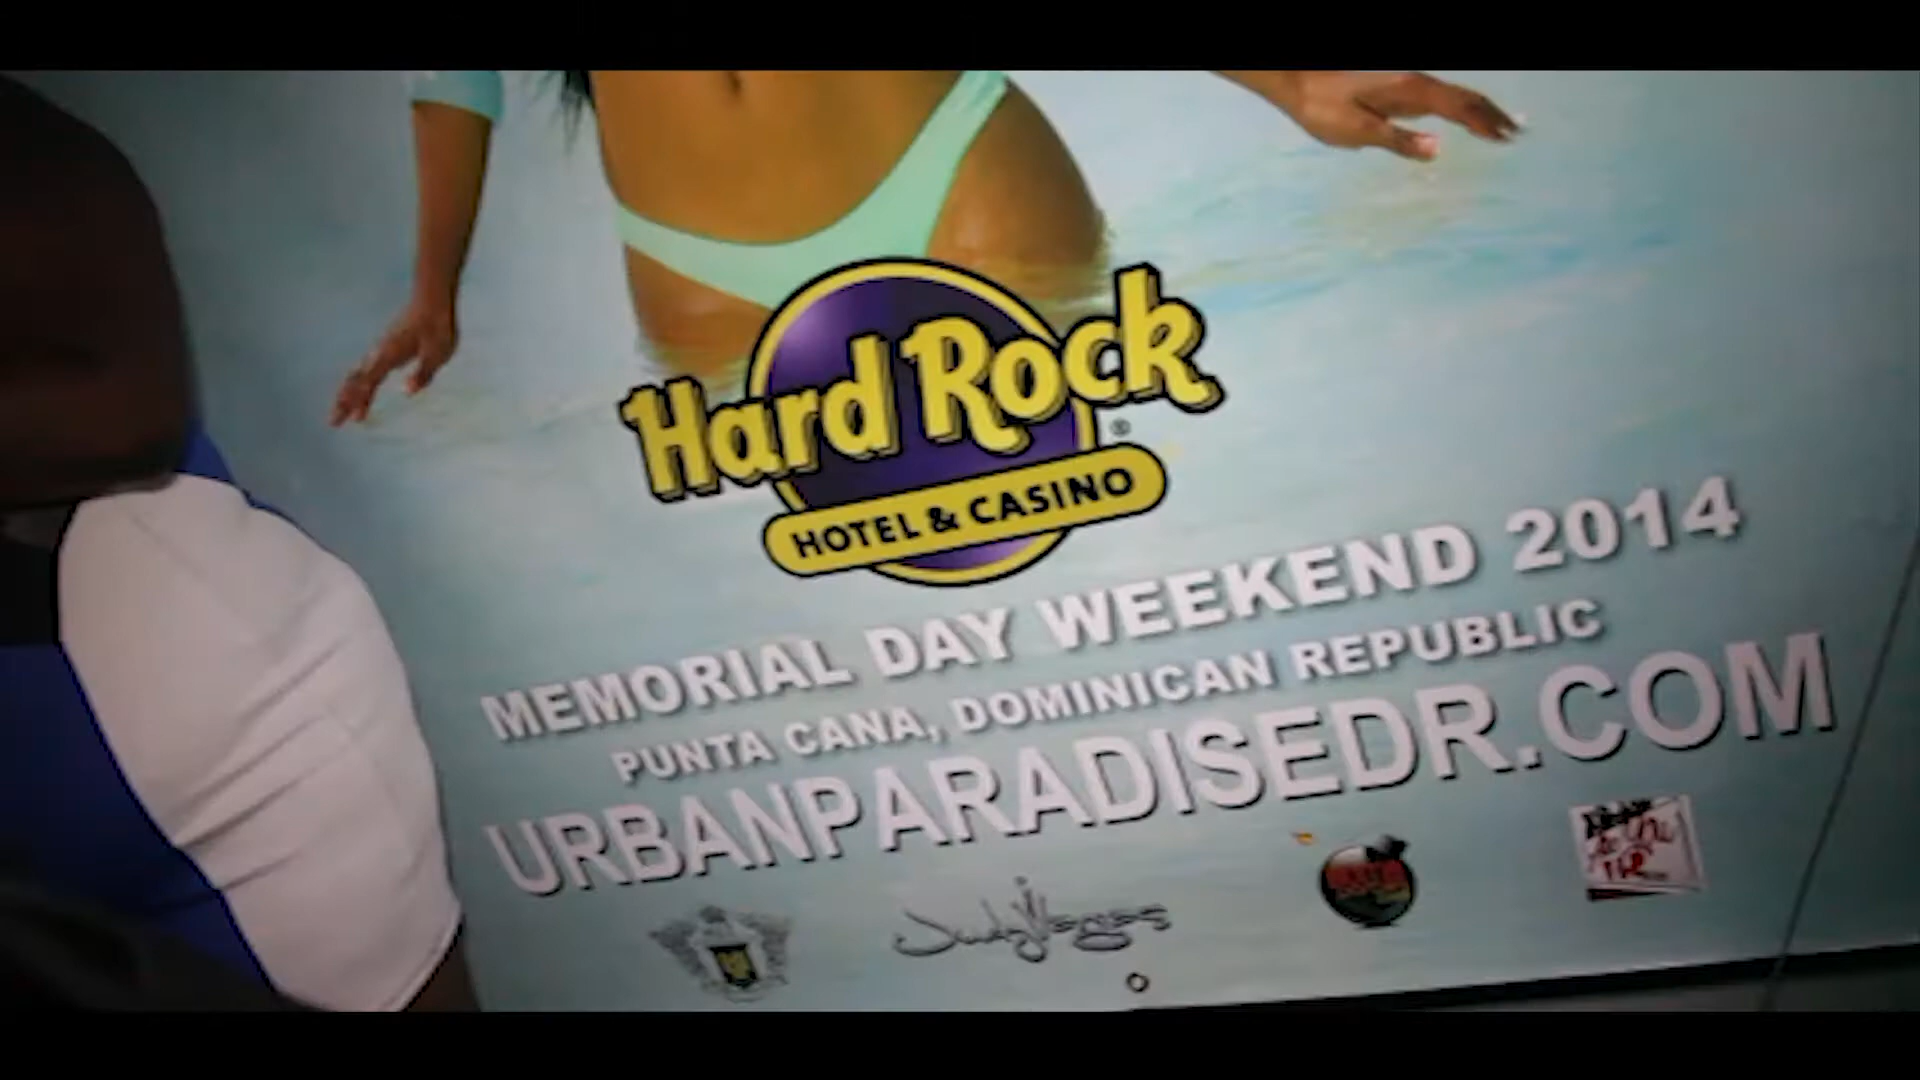 Hard Rock
®
HOTEL & CASINO
MEMORIAL DAY WEEKEND 2014
PUNTA CANA, DOMINICAN REPUBLIC
URBANPARADISEDR.COM